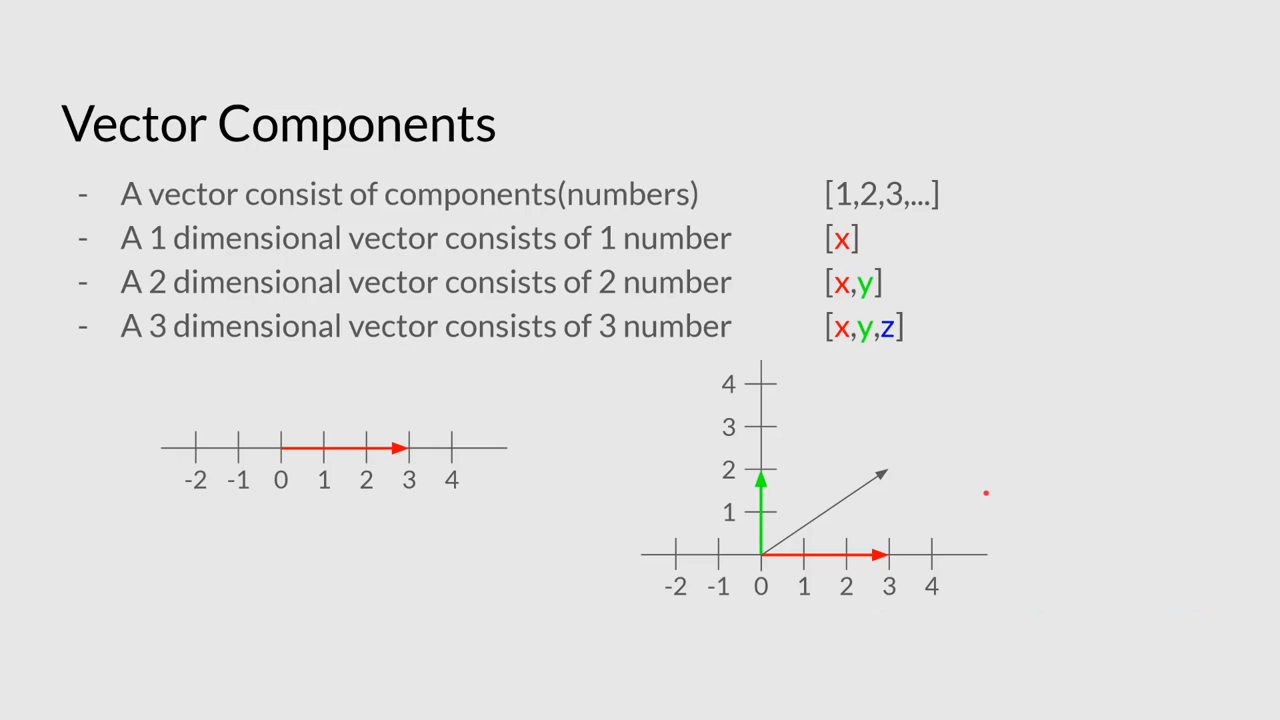 Vector Components
- A vector consist of components(numbers) [1,2,3,...]
- A 1 dimensional vector consists of 1 number [x]
- A 2 dimensional vector consists of 2 number [x,y]
- A 3 dimensional vector consists of 3 number [x,y,z]
-2 -1 0 1 2 3 4
4
3
2
1
-2 -1 0 1 2 3 4